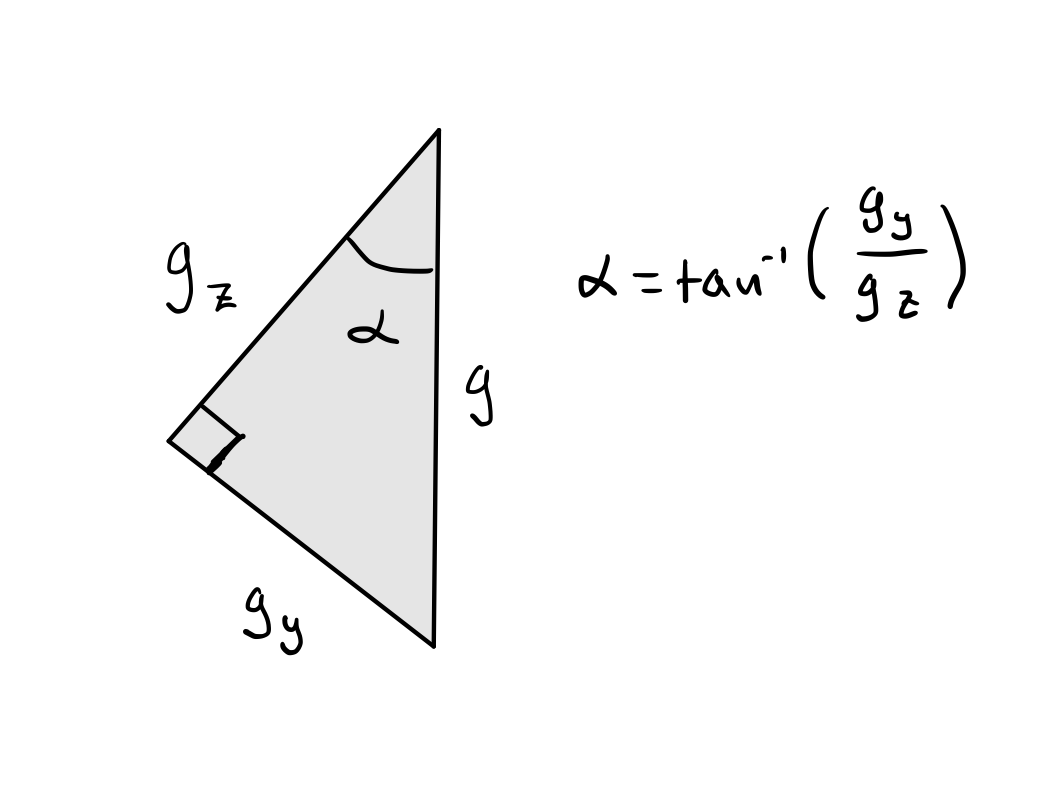 g_z
α
g
g_y
α = tan⁻¹ ( g_y / g_z )